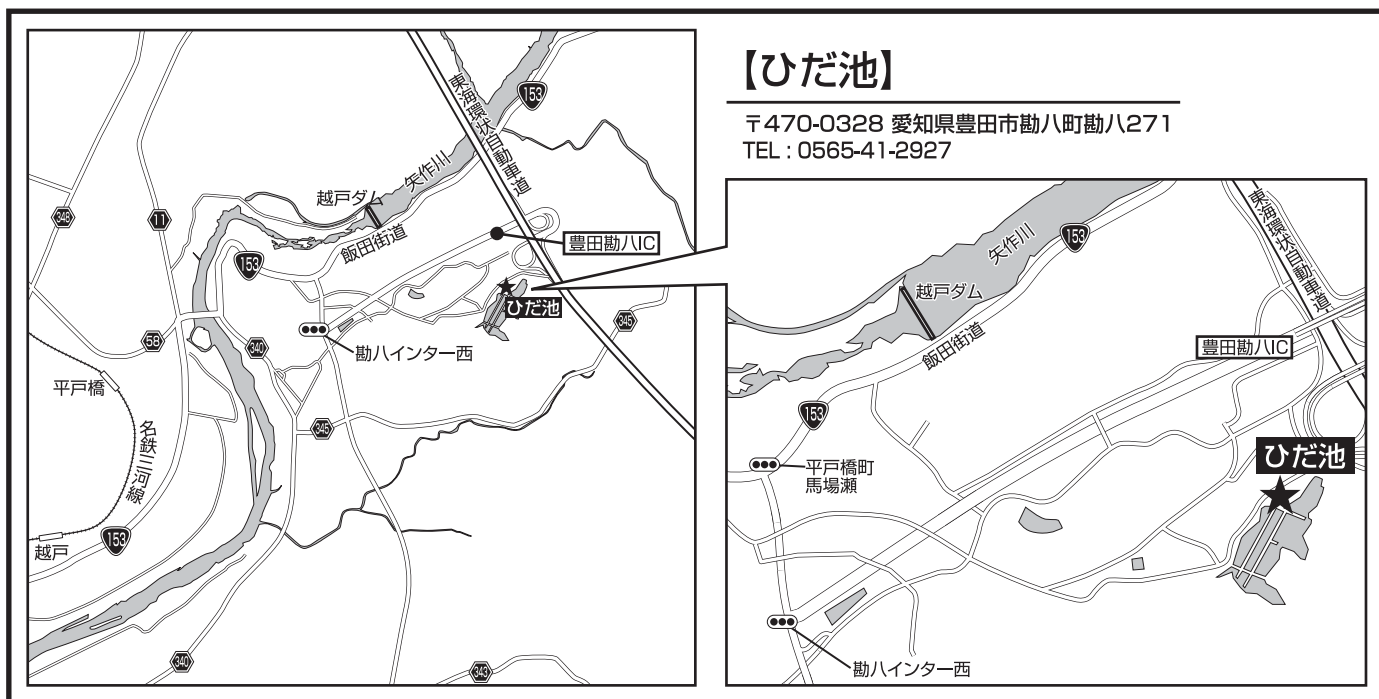 【ひだ池】
〒470-0328 愛知県豊田市勘八町勘八271
TEL : 0565-41-2927
153
東海環状自動車道
矢作川
越戸ダム
348
11
飯田街道
豊田勘八IC
153
ひだ池
58
340
勘八インター西
345
平戸橋
345
名鉄三河線
153
越戸
340
343
矢作川
153
東海環状自動車道
越戸ダム
飯田街道
豊田勘八IC
153
ひだ池
平戸橋町
馬場瀬
勘八インター西